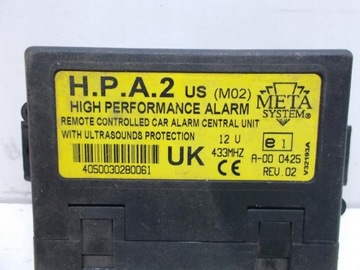 H.P.A.2 US (M02)
HIGH PERFORMANCE ALARM
REMOTE CONTROLLED CAR ALARM CENTRAL UNIT
WITH ULTRASOUNDS PROTECTION
META
SYSTEM®
12 V
433MHZ
UK
CE
e1
A-00 0425
REV. 02
V32193A
4050030280061